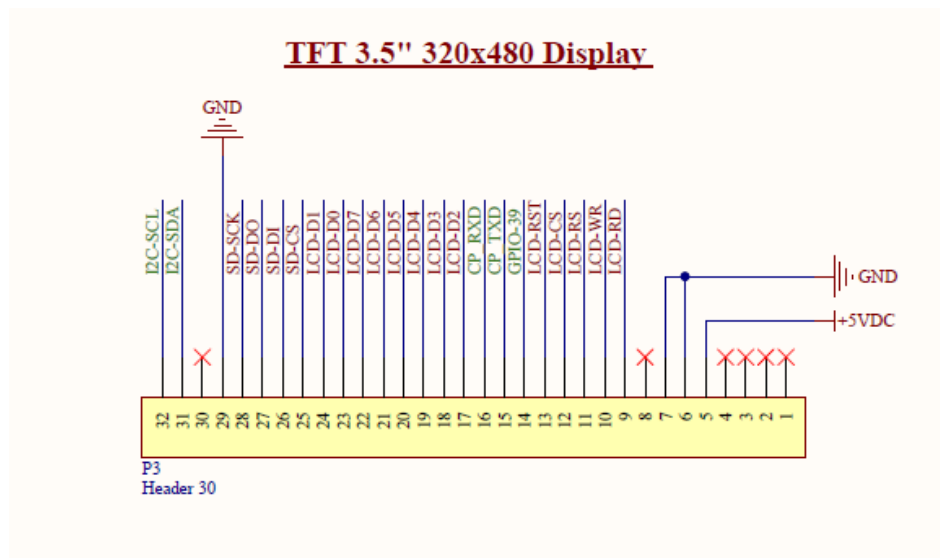 TFT 3.5" 320x480 Display
GND
I2C-SCL
I2C-SDA
SD-SCK
SD-DO
SD-DI
SD-CS
LCD-D1
LCD-D0
LCD-D7
LCD-D6
LCD-D5
LCD-D4
LCD-D3
LCD-D2
CP_RXD
CP_TXD
GPIO-39
LCD-RST
LCD-CS
LCD-RS
LCD-WR
LCD-RD
GND
+5VDC
32 31 30 29 28 27 26 25 24 23 22 21 20 19 18 17 16 15 14 13 12 11 10 9 8 7 6 5 4 3 2 1
P3
Header 30